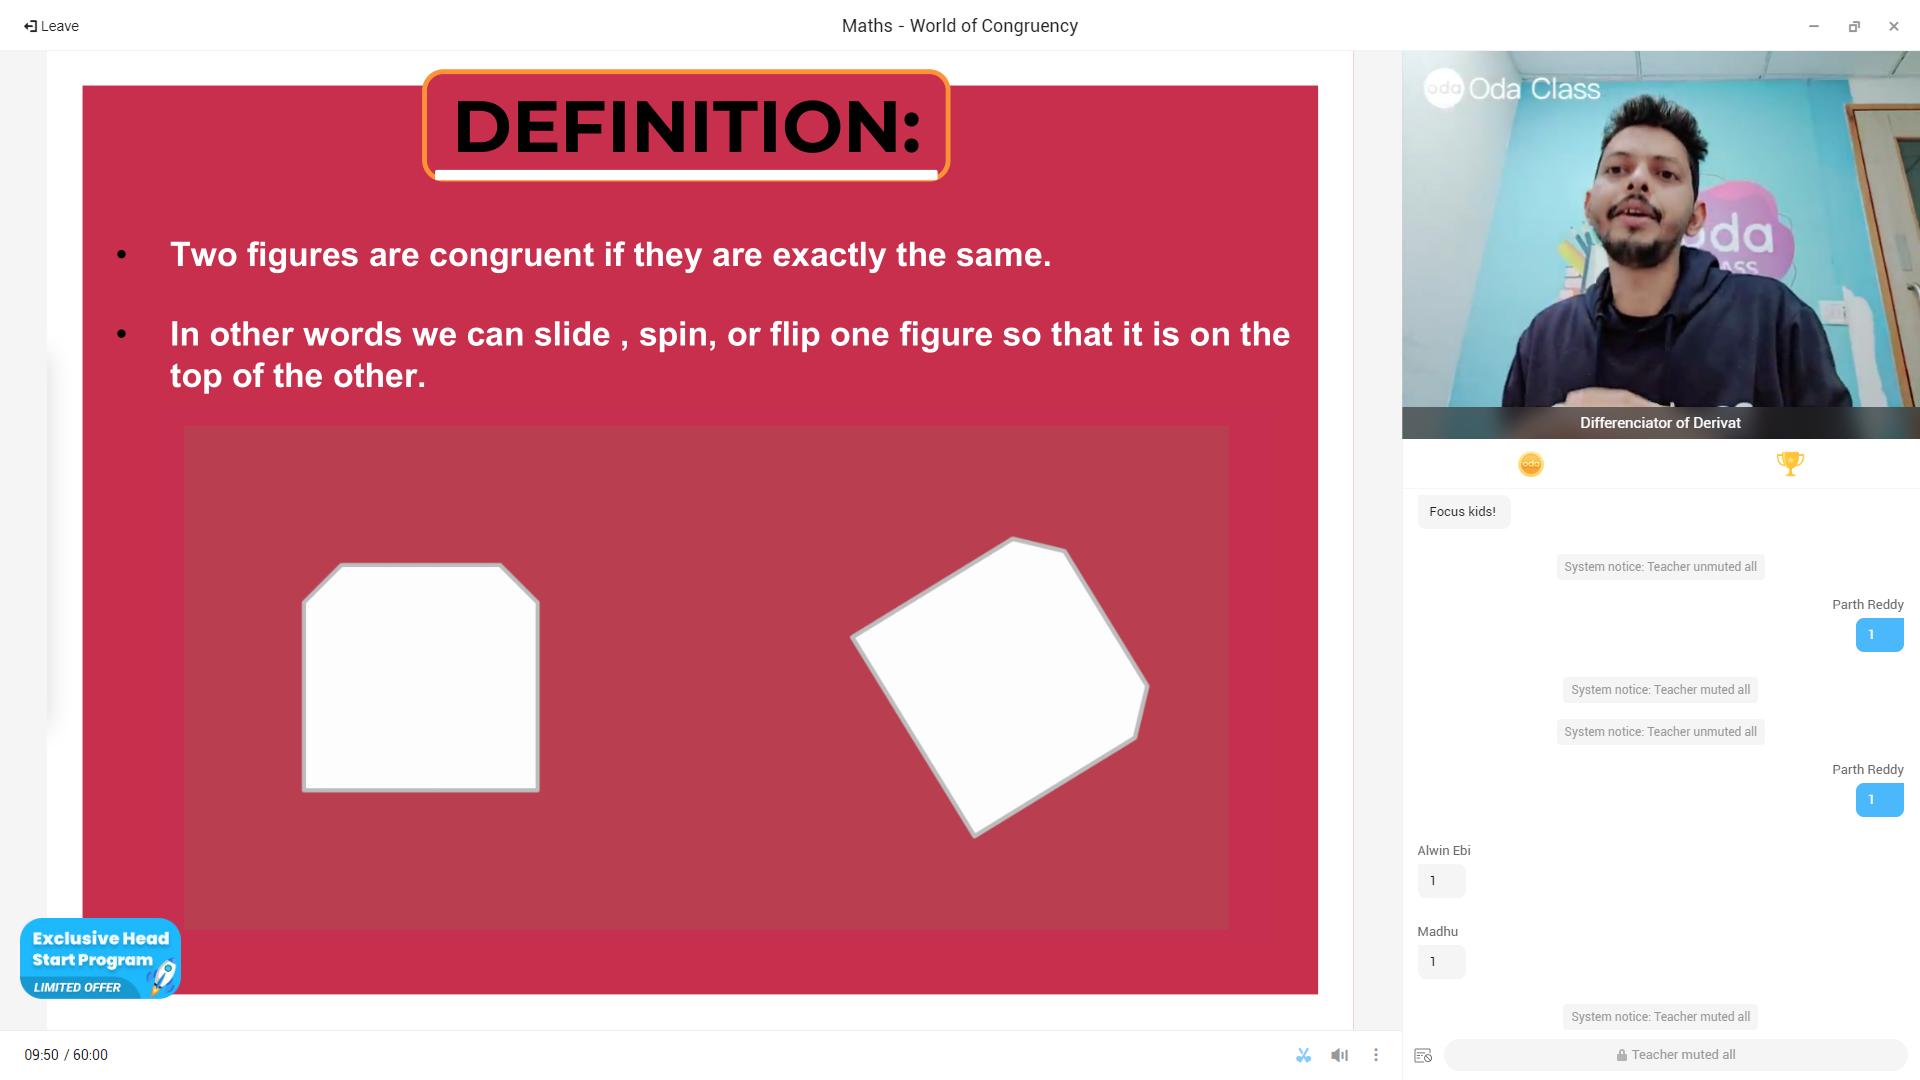 Leave
Maths - World of Congruency
DEFINITION:
• Two figures are congruent if they are exactly the same.
• In other words we can slide , spin, or flip one figure so that it is on the
top of the other.
Exclusive Head
Start Program
LIMITED OFFER
09:50 / 60:00
oda Oda Class
oda
CLASS
Differenciator of Derivat
oda
Focus kids!
System notice: Teacher unmuted all
Parth Reddy
1
System notice: Teacher muted all
System notice: Teacher unmuted all
Parth Reddy
1
Alwin Ebi
1
Madhu
1
System notice: Teacher muted all
Teacher muted all